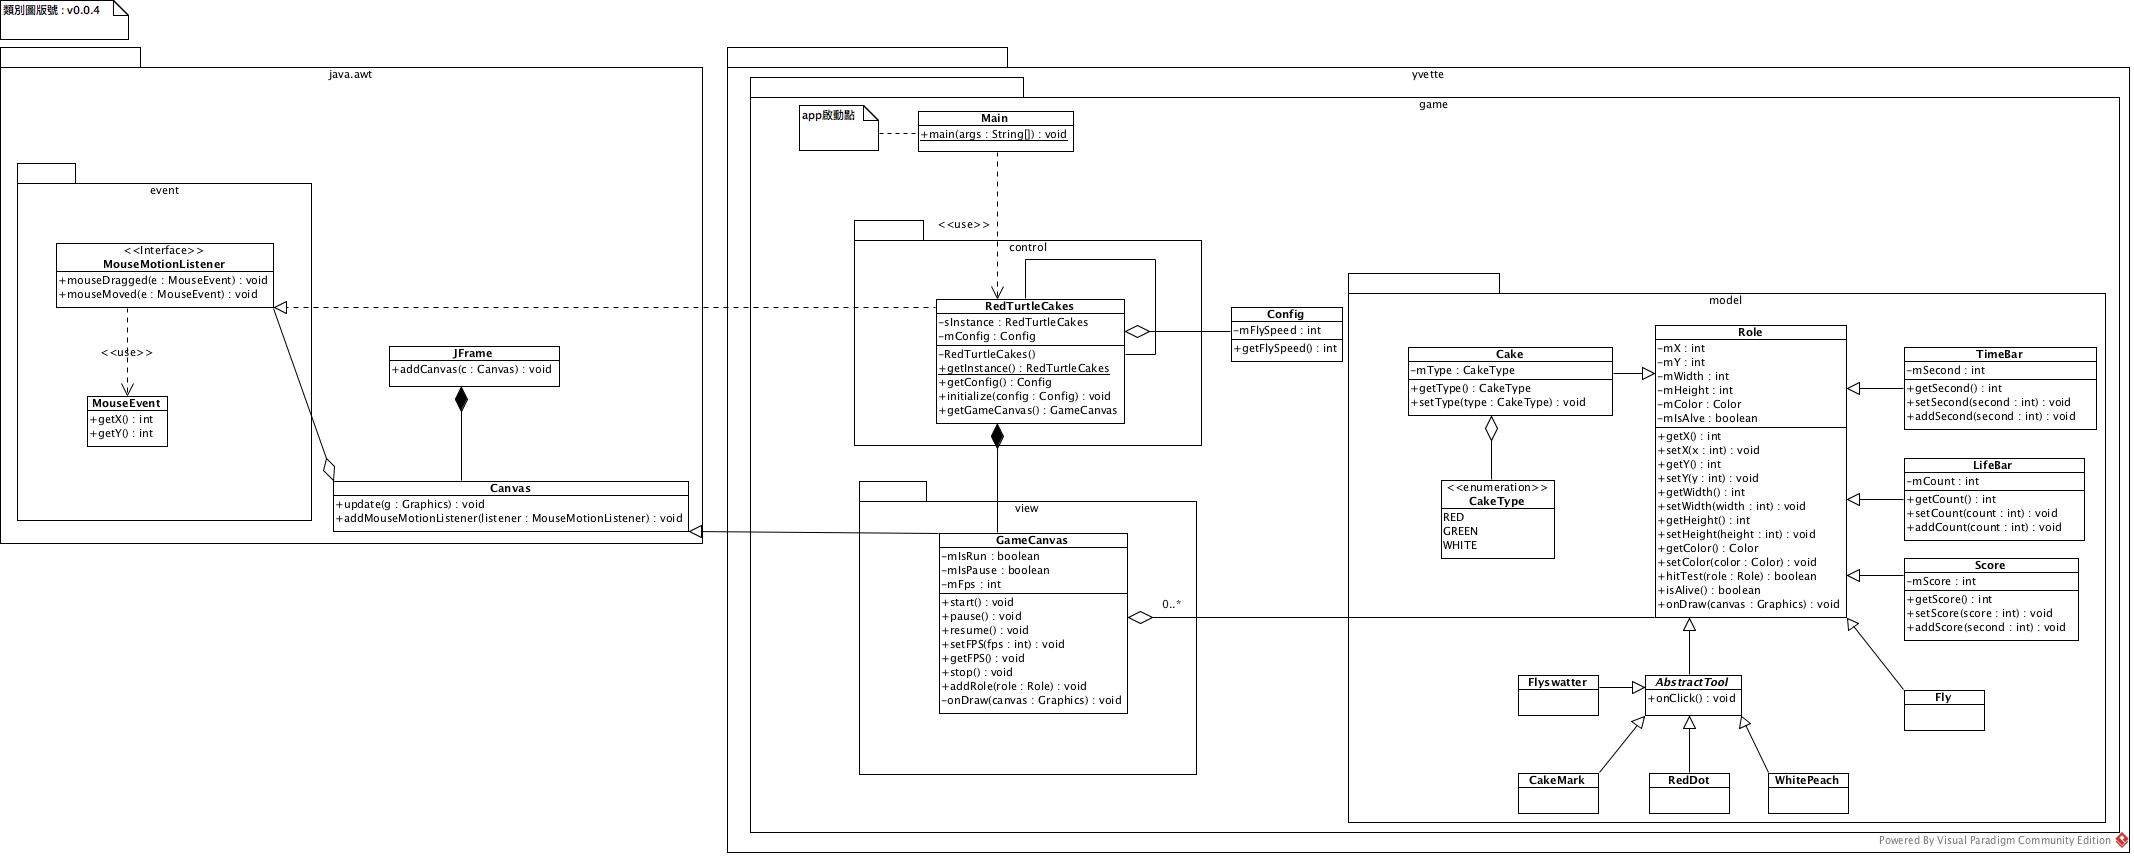 類別圖版號 : v0.0.4
java.awt
event
<<Interface>>
MouseMotionListener
+mouseDragged(e : MouseEvent) : void
+mouseMoved(e : MouseEvent) : void
<<use>>
MouseEvent
+getX() : int
+getY() : int
JFrame
+addCanvas(c : Canvas) : void
Canvas
+update(g : Graphics) : void
+addMouseMotionListener(listener : MouseMotionListener) : void
yvette
game
app啟動點
Main
+main(args : String[]) : void
<<use>>
control
RedTurtleCakes
-sInstance : RedTurtleCakes
-mConfig : Config
-RedTurtleCakes()
+getInstance() : RedTurtleCakes
+getConfig() : Config
+initialize(config : Config) : void
+getGameCanvas() : GameCanvas
Config
-mFlySpeed : int
+getFlySpeed() : int
view
GameCanvas
-mIsRun : boolean
-mIsPause : boolean
-mFps : int
+start() : void
+pause() : void
+resume() : void
+setFPS(fps : int) : void
+getFPS() : void
+stop() : void
+addRole(role : Role) : void
-onDraw(canvas : Graphics) : void
0..*
model
Cake
-mType : CakeType
+getType() : CakeType
+setType(type : CakeType) : void
<<enumeration>>
CakeType
RED
GREEN
WHITE
Role
-mX : int
-mY : int
-mWidth : int
-mHeight : int
-mColor : Color
-mIsAlve : boolean
+getX() : int
+setX(x : int) : void
+getY() : int
+setY(y : int) : void
+getWidth() : int
+setWidth(width : int) : void
+getHeight() : int
+setHeight(height : int) : void
+getColor() : Color
+setColor(color : Color) : void
+hitTest(role : Role) : boolean
+isAlive() : boolean
+onDraw(canvas : Graphics) : void
TimeBar
-mSecond : int
+getSecond() : int
+setSecond(second : int) : void
+addSecond(second : int) : void
LifeBar
-mCount : int
+getCount() : int
+setCount(count : int) : void
+addCount(count : int) : void
Score
-mScore : int
+getScore() : int
+setScore(score : int) : void
+addScore(second : int) : void
Flyswatter
AbstractTool
+onClick() : void
Fly
CakeMark
RedDot
WhitePeach
Powered By Visual Paradigm Community Edition